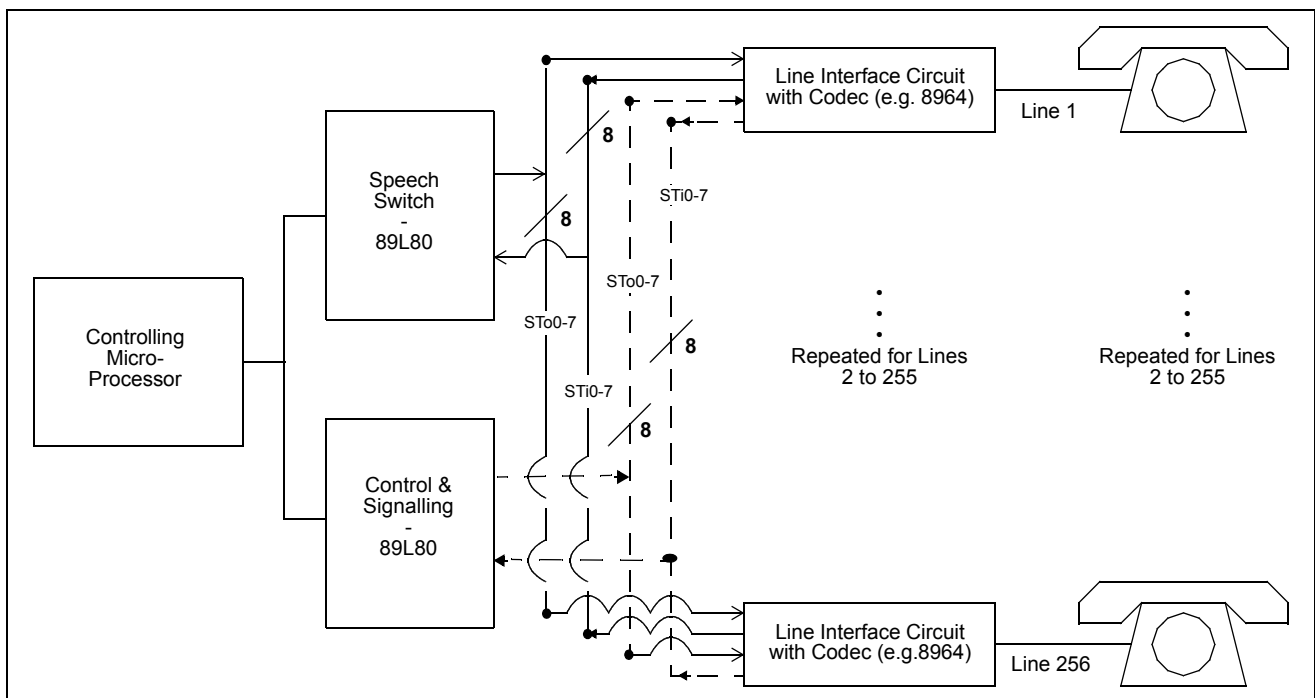 Line Interface Circuit
with Codec (e.g. 8964)
Line 1
8
Speech
Switch
-
89L80
STi0-7
8
STo0-7
STo0-7
Controlling
Micro-
Processor
8
Repeated for Lines
2 to 255
Repeated for Lines
2 to 255
STi0-7
8
Control &
Signalling
-
89L80
Line Interface Circuit
with Codec (e.g.8964)
Line 256